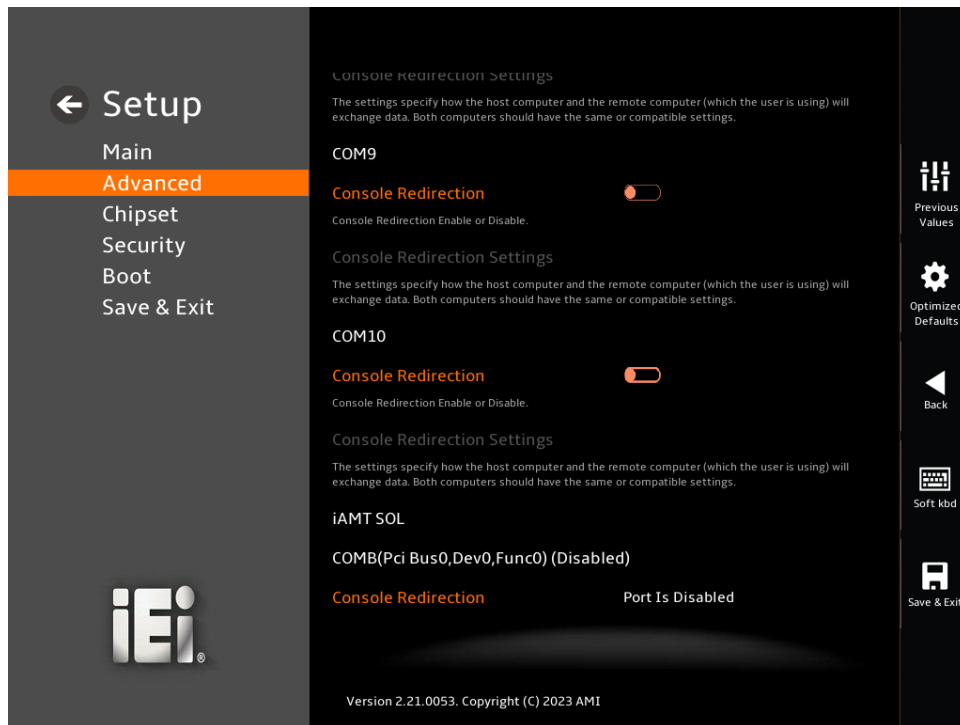 Setup
Main
Advanced
Chipset
Security
Boot
Save & Exit
iEi®
Console Redirection Settings
The settings specify how the host computer and the remote computer (which the user is using) will
exchange data. Both computers should have the same or compatible settings.
COM9
Console Redirection
Console Redirection Enable or Disable.
Console Redirection Settings
The settings specify how the host computer and the remote computer (which the user is using) will
exchange data. Both computers should have the same or compatible settings.
COM10
Console Redirection
Console Redirection Enable or Disable.
Console Redirection Settings
The settings specify how the host computer and the remote computer (which the user is using) will
exchange data. Both computers should have the same or compatible settings.
iAMT SOL
COMB(Pci Bus0,Dev0,Func0) (Disabled)
Console Redirection Port Is Disabled
Version 2.21.0053. Copyright (C) 2023 AMI
Previous
Values
Optimized
Defaults
Back
Soft kbd
Save & Exit